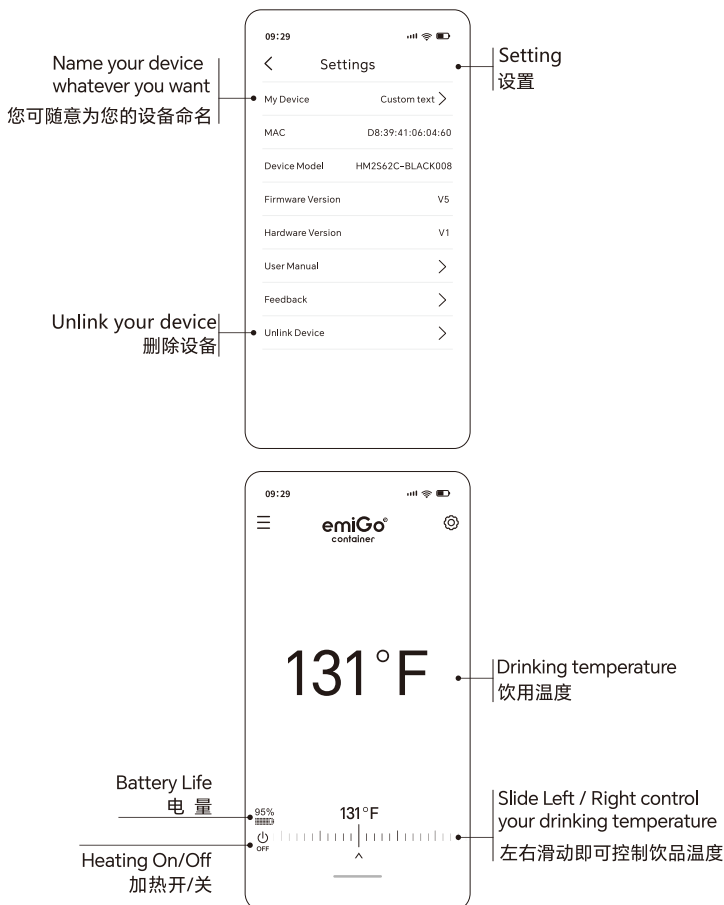 09:29
Settings
My Device
Custom text
MAC
D8:39:41:06:04:60
Device Model
HM2S62C-BLACK008
Firmware Version
V5
Hardware Version
V1
User Manual
Feedback
Unlink Device
Name your device
whatever you want
您可随意为您的设备命名
Setting
设置
Unlink your device
删除设备
09:29
emiGo®
container
131°F
Drinking temperature
饮用温度
Battery Life
电 量
95%
131°F
OFF
Heating On/Off
加热开/关
Slide Left / Right control
your drinking temperature
左右滑动即可控制饮品温度